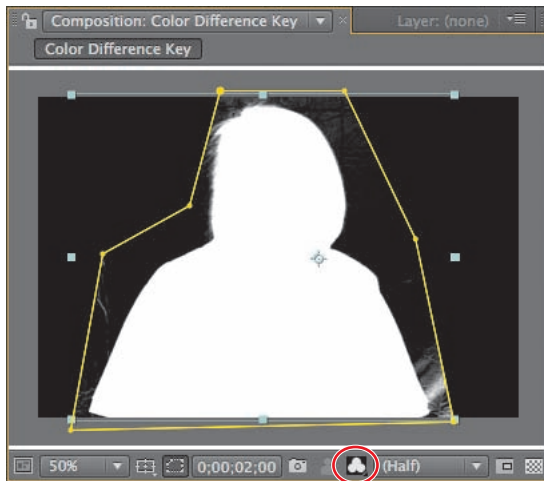 Composition: Color Difference Key
Layer: (none)
Color Difference Key
50%
0;00;02;00
(Half)